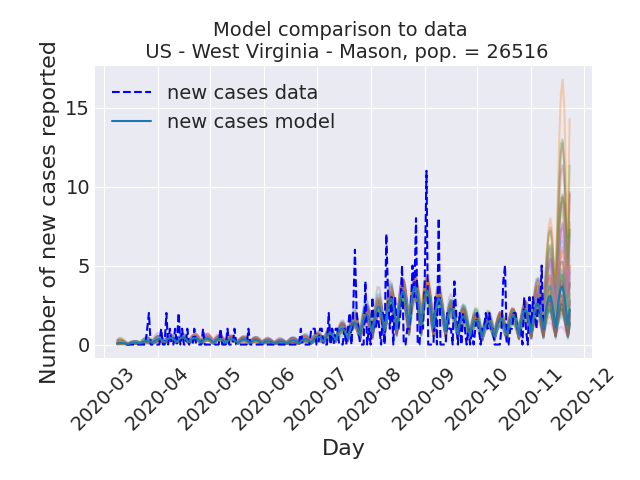 Model comparison to data
US - West Virginia - Mason, pop. = 26516
new cases data
new cases model
Number of new cases reported
15
10
5
0
2020-03
2020-04
2020-05
2020-06
2020-07
2020-08
2020-09
2020-10
2020-11
2020-12
Day